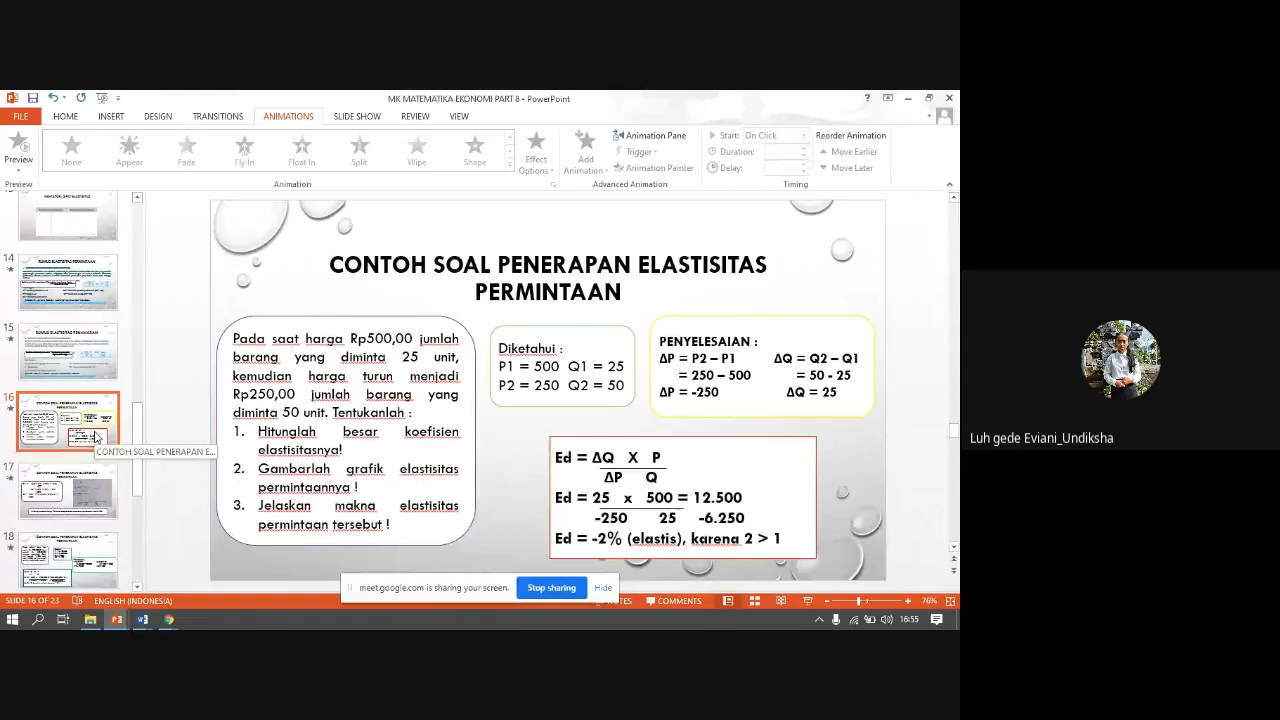 MK MATEMATIKA EKONOMI PART 8 - PowerPoint
FILE HOME INSERT DESIGN TRANSITIONS ANIMATIONS SLIDE SHOW REVIEW VIEW
Preview
None Appear Fade Fly In Float In Split Wipe Shape
Effect Options
Add Animation
Animation Pane
Trigger
Animation Painter
Start: On Click
Duration:
Delay:
Reorder Animation
Move Earlier
Move Later
Preview Animation Advanced Animation Timing
14
15
16
CONTOH SOAL PENERAPAN E...
17
18
CONTOH SOAL PENERAPAN ELASTISITAS
PERMINTAAN
Pada saat harga Rp500,00 jumlah
barang yang diminta 25 unit,
kemudian harga turun menjadi
Rp250,00 jumlah barang yang
diminta 50 unit. Tentukanlah :
1. Hitunglah besar koefisien
elastisitasnya!
2. Gambarlah grafik elastisitas
permintaannya !
3. Jelaskan makna elastisitas
permintaan tersebut !
Diketahui :
P1 = 500 Q1 = 25
P2 = 250 Q2 = 50
PENYELESAIAN :
ΔP = P2 – P1 ΔQ = Q2 – Q1
= 250 – 500 = 50 - 25
ΔP = -250 ΔQ = 25
Ed = ΔQ X P
ΔP Q
Ed = 25 x 500 = 12.500
-250 25 -6.250
Ed = -2% (elastis), karena 2 > 1
meet.google.com is sharing your screen. Stop sharing Hide
SLIDE 16 OF 23 ENGLISH (INDONESIA) COMMENTS 76%
16:55
Luh gede Eviani_Undiksha